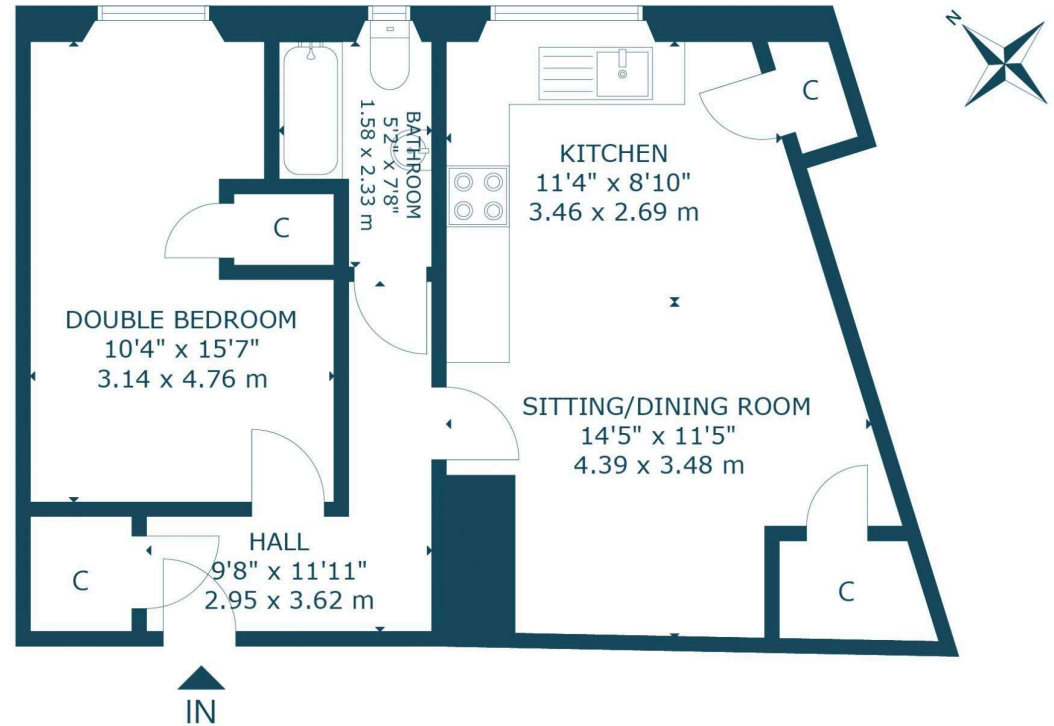 N
C
KITCHEN
11'4" x 8'10"
3.46 x 2.69 m
BATHROOM
5'2" x 7'8"
1.58 x 2.33 m
C
DOUBLE BEDROOM
10'4" x 15'7"
3.14 x 4.76 m
SITTING/DINING ROOM
14'5" x 11'5"
4.39 x 3.48 m
HALL
9'8" x 11'11"
2.95 x 3.62 m
C
C
IN